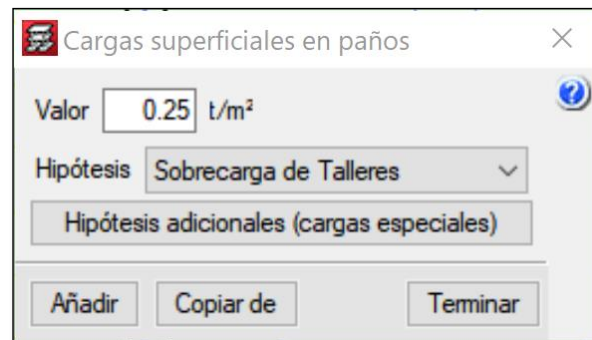 Cargas superficiales en paños
Valor 0.25 t/m²
Hipótesis Sobrecarga de Talleres
Hipótesis adicionales (cargas especiales)
Añadir Copiar de Terminar